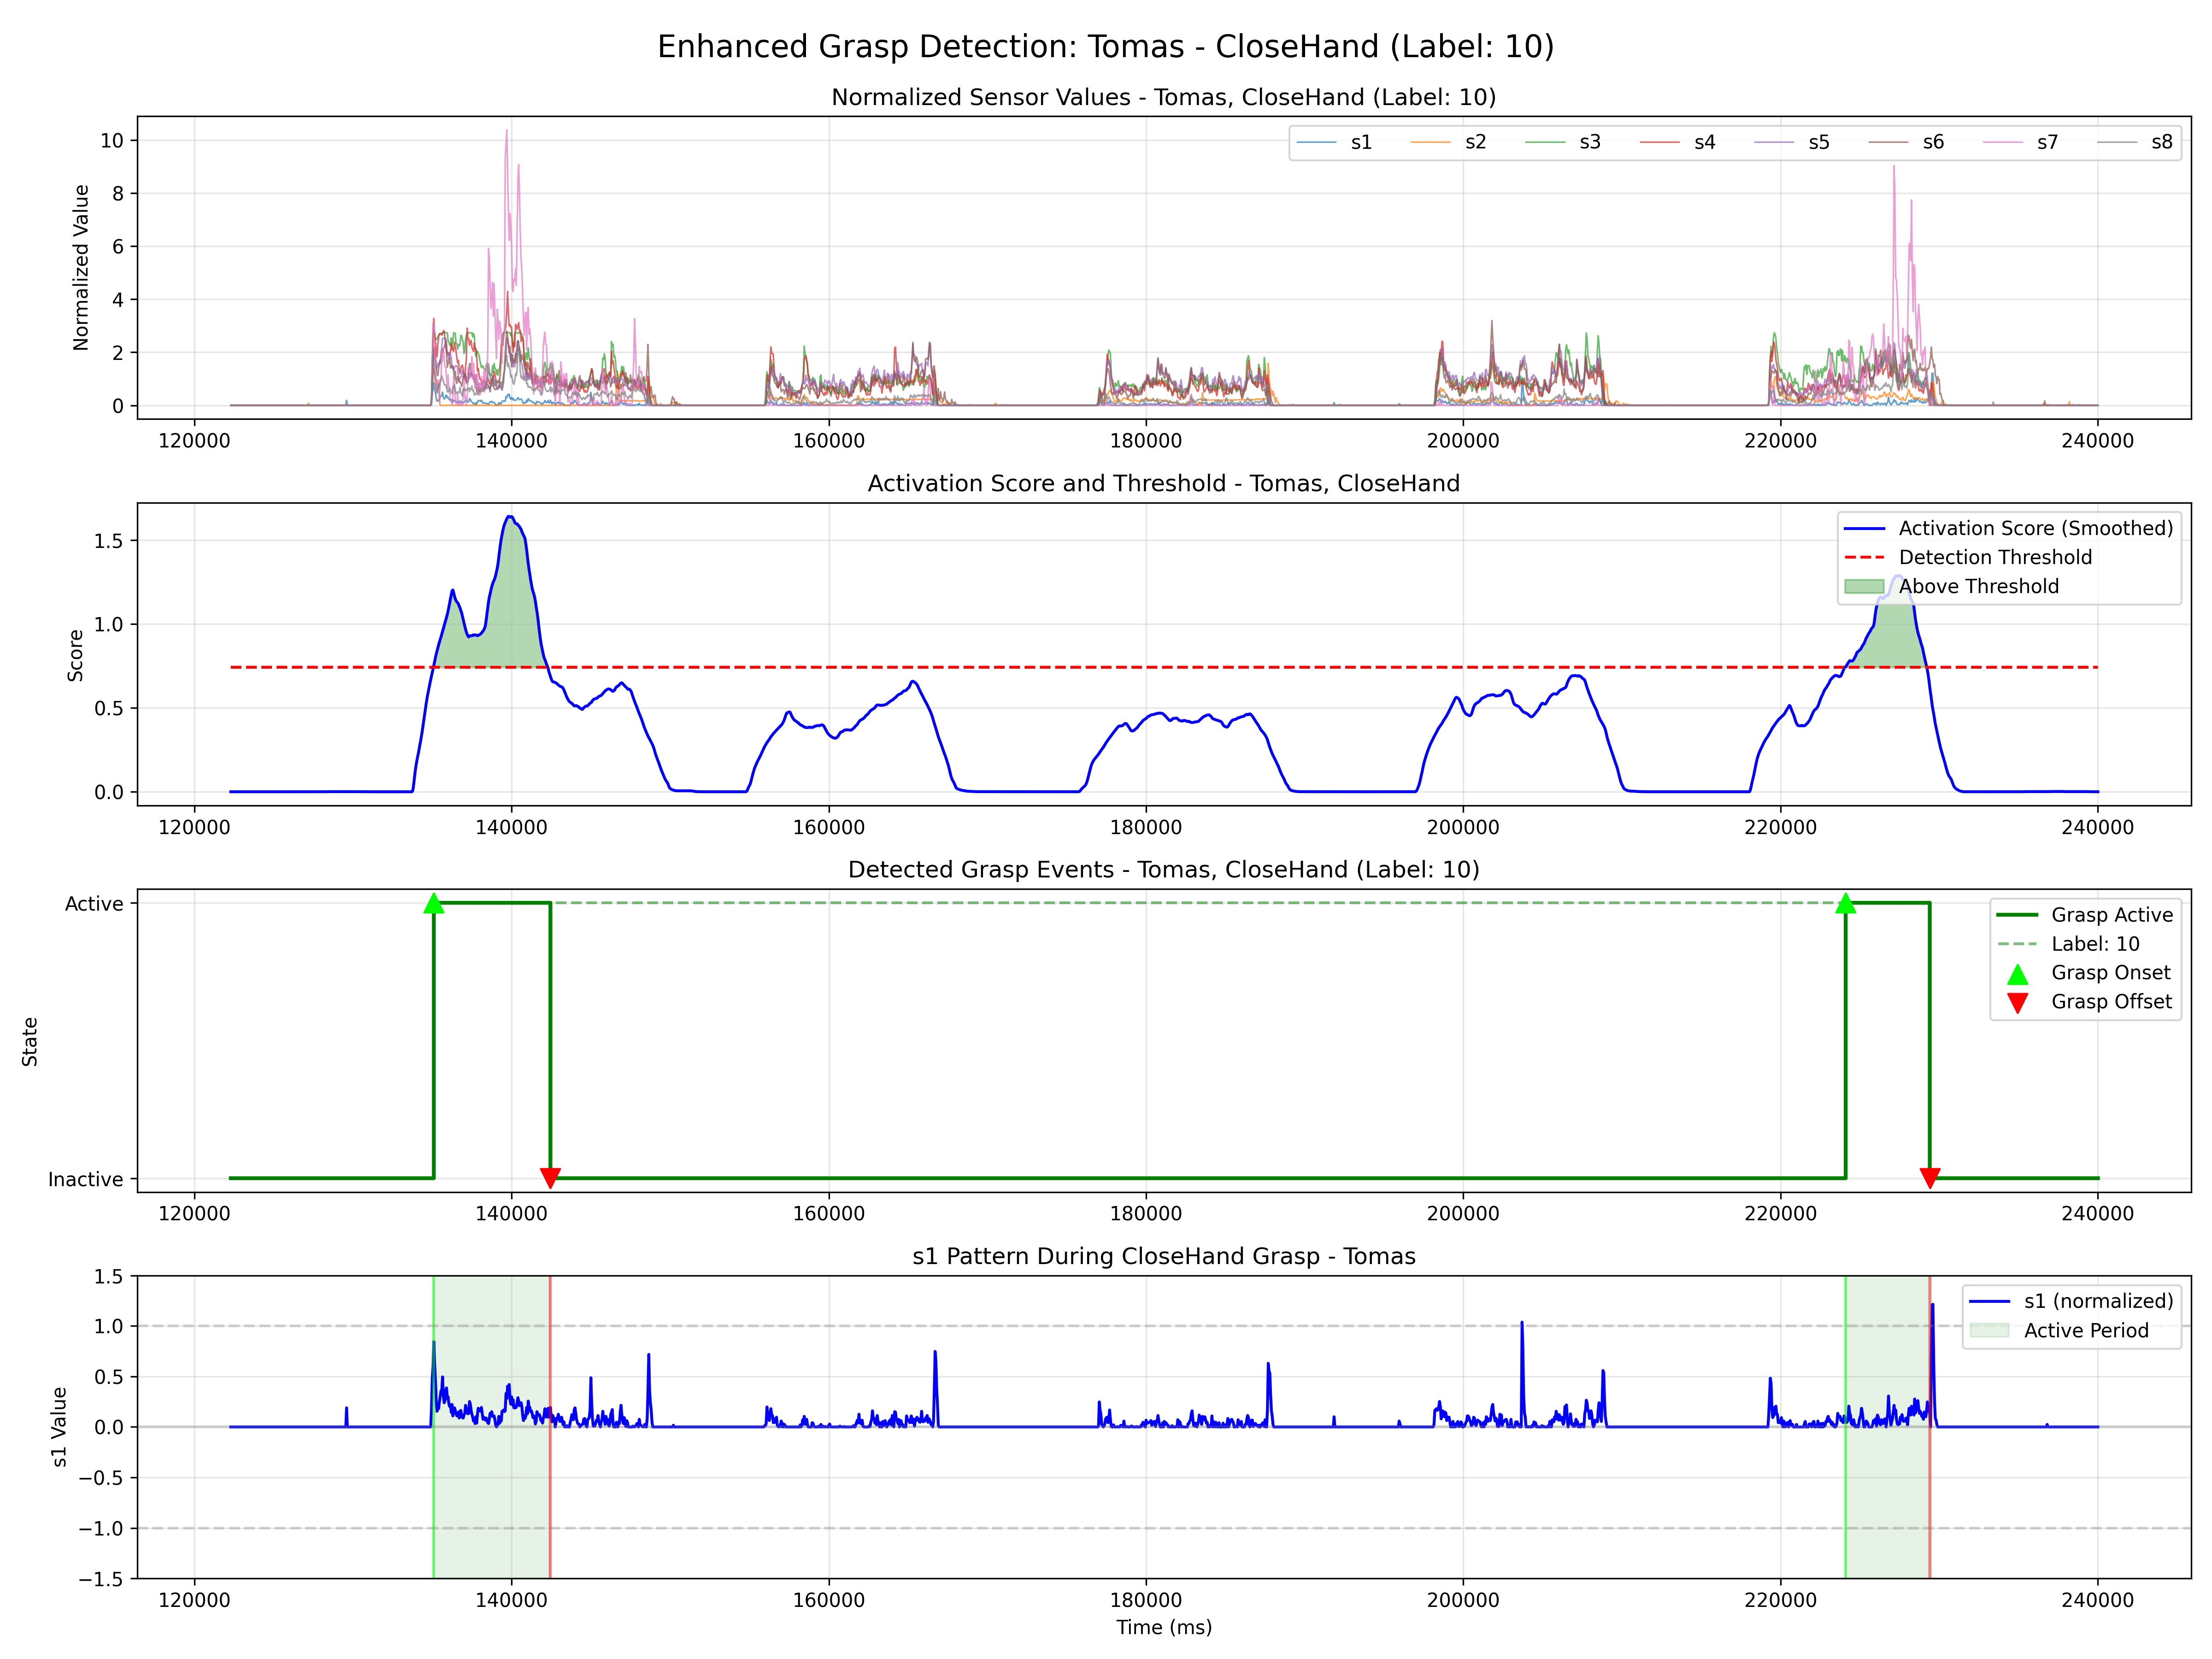 Enhanced Grasp Detection: Tomas - CloseHand (Label: 10)
Normalized Sensor Values - Tomas, CloseHand (Label: 10)
Normalized Value
10
8
6
4
2
0
s1 s2 s3 s4 s5 s6 s7 s8
120000 140000 160000 180000 200000 220000 240000
Activation Score and Threshold - Tomas, CloseHand
Score
1.5
1.0
0.5
0.0
Activation Score (Smoothed)
Detection Threshold
Above Threshold
120000 140000 160000 180000 200000 220000 240000
Detected Grasp Events - Tomas, CloseHand (Label: 10)
State
Active
Inactive
Grasp Active
Label: 10
Grasp Onset
Grasp Offset
120000 140000 160000 180000 200000 220000 240000
s1 Pattern During CloseHand Grasp - Tomas
s1 Value
1.5
1.0
0.5
0.0
−0.5
−1.0
−1.5
s1 (normalized)
Active Period
120000 140000 160000 180000 200000 220000 240000
Time (ms)